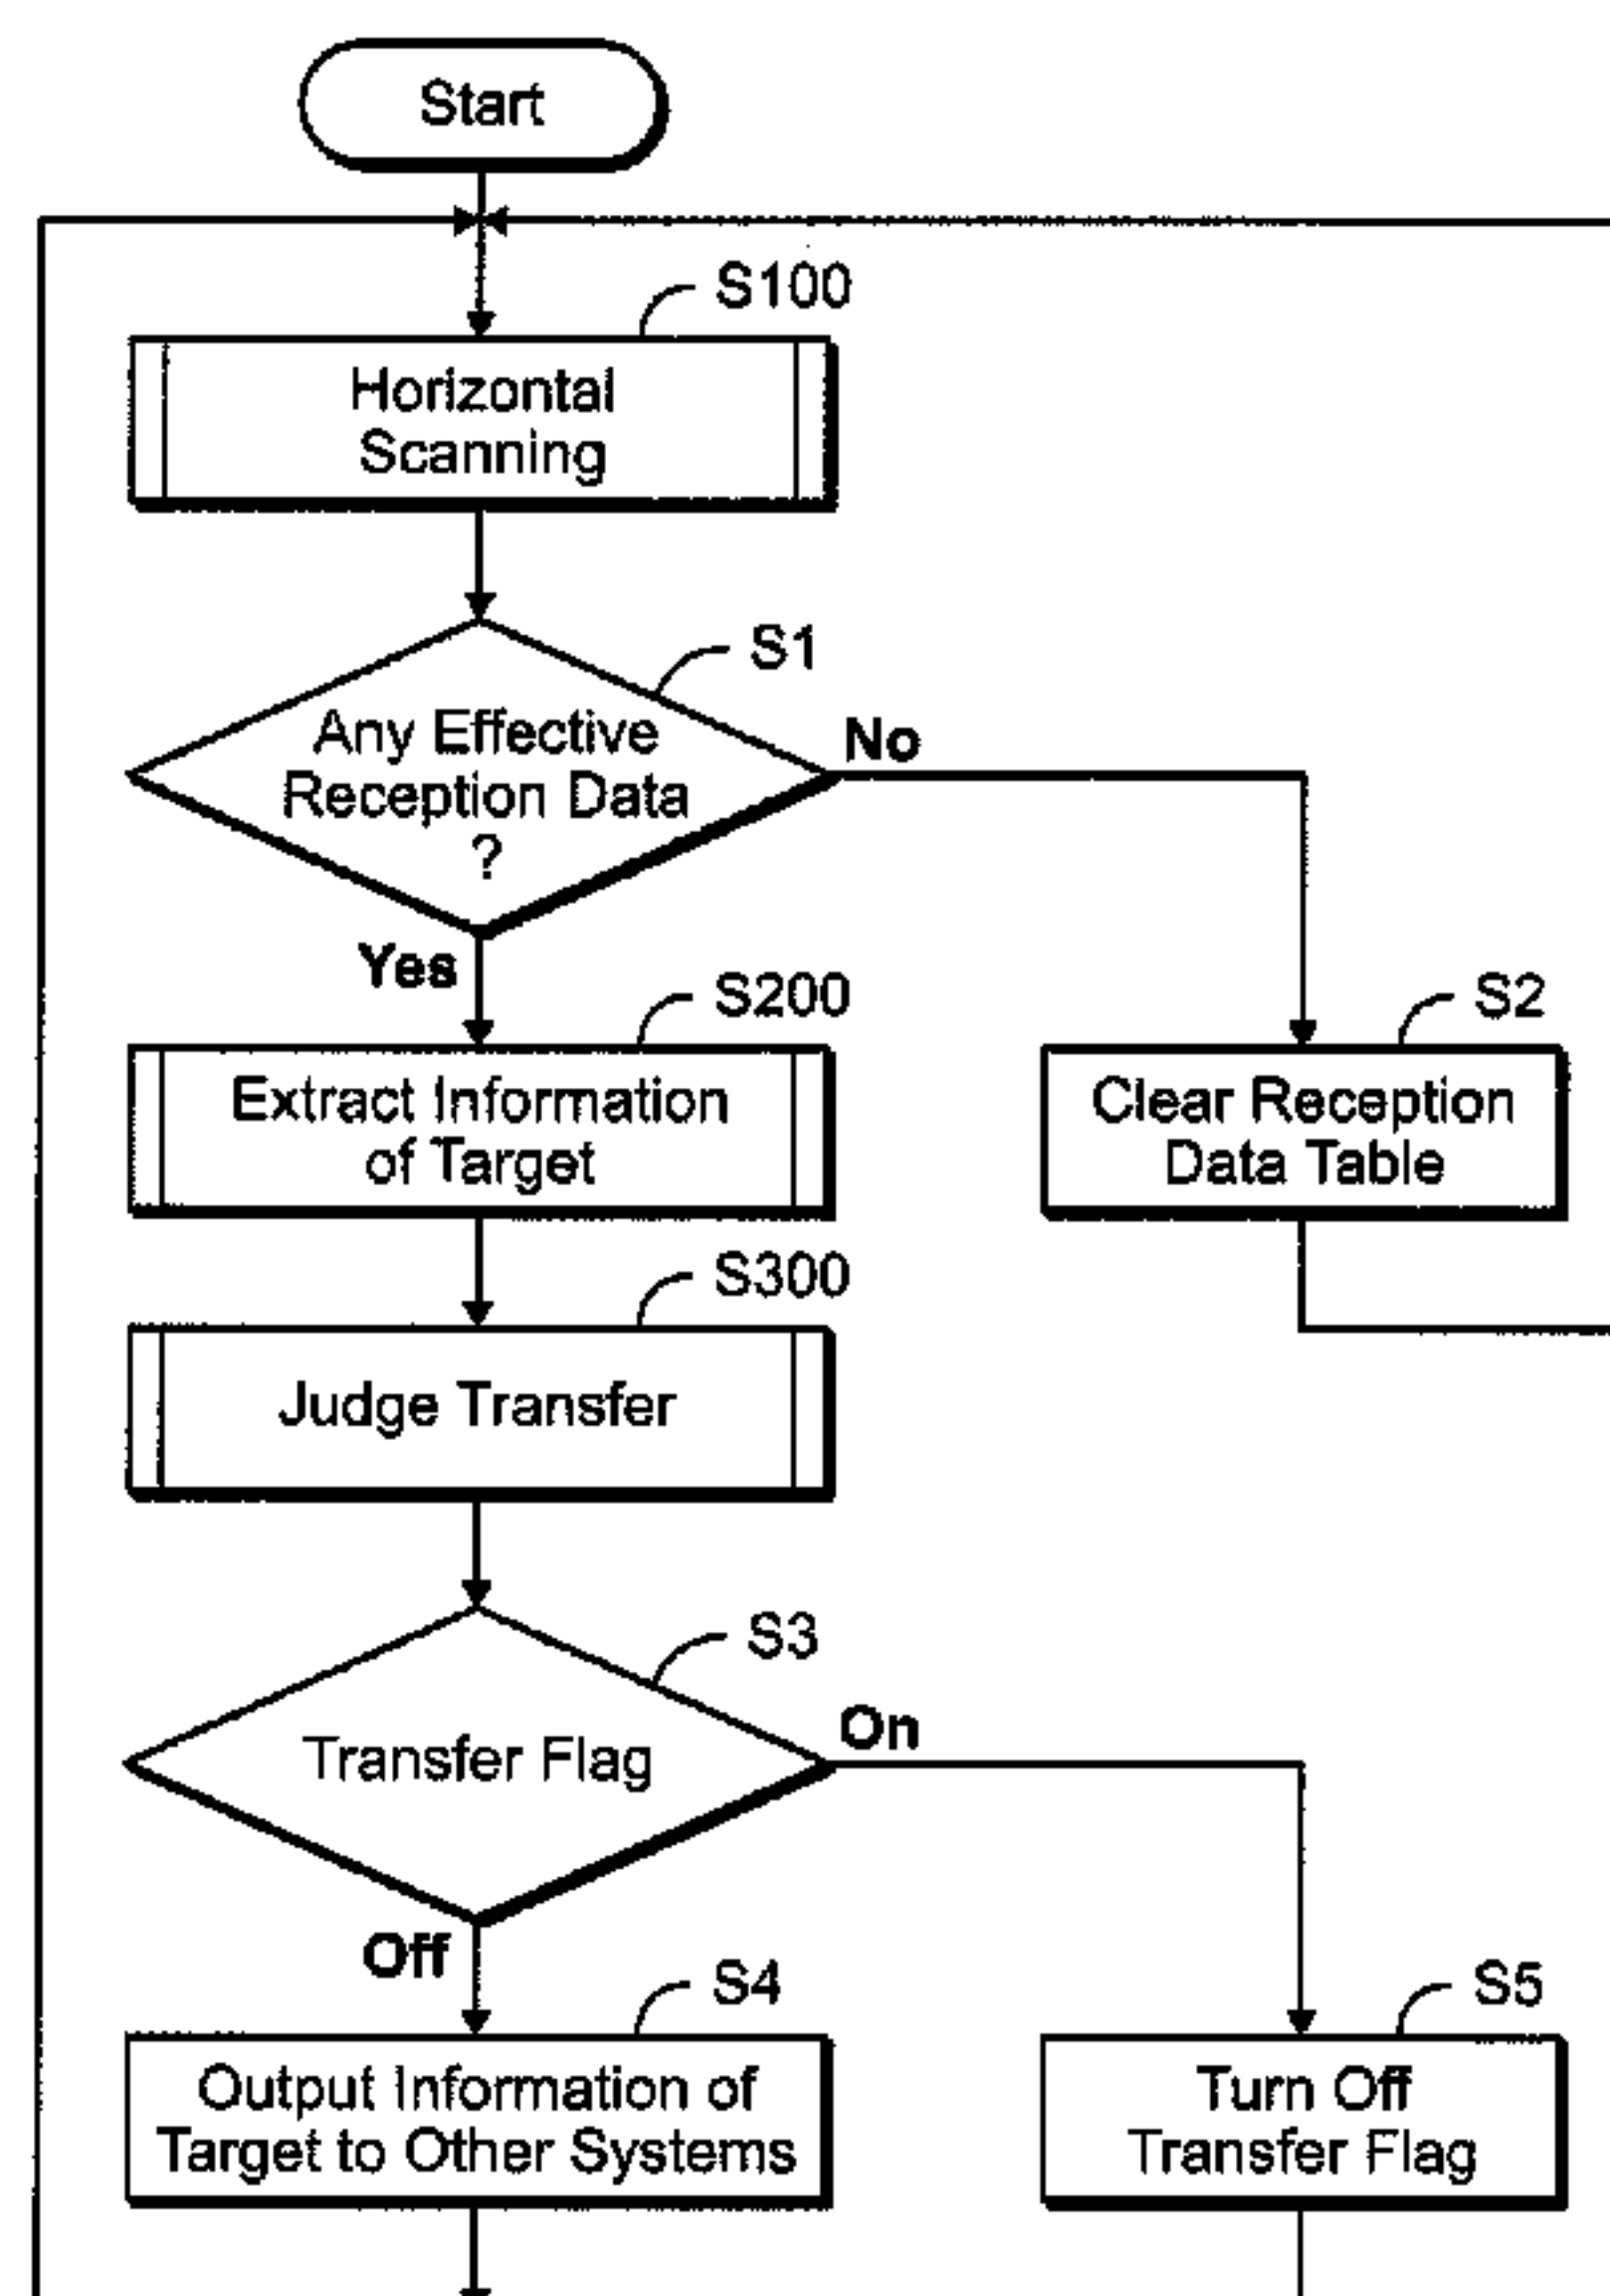 Start
S100
Horizontal
Scanning
S1
Any Effective
Reception Data
?
No
Yes
S200
Extract Information
of Target
S2
Clear Reception
Data Table
S300
Judge Transfer
S3
Transfer Flag
On
Off
S4
Output Information of
Target to Other Systems
S5
Turn Off
Transfer Flag